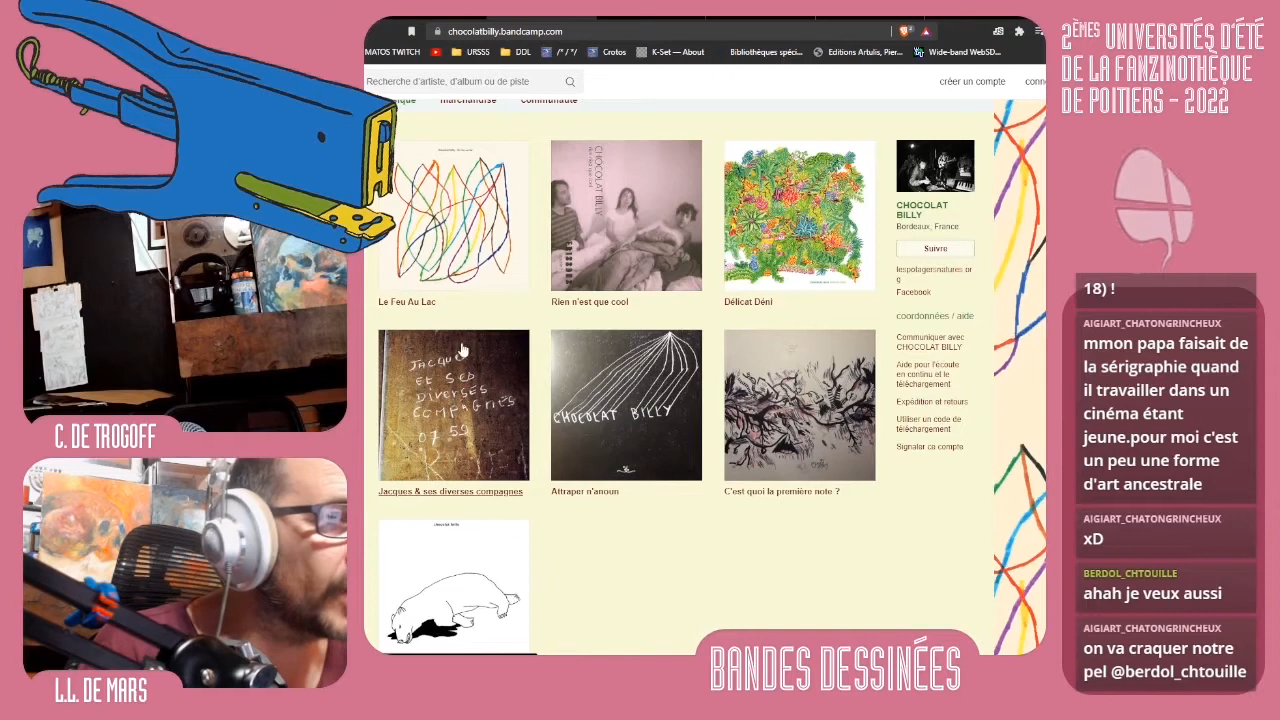 chocolatbilly.bandcamp.com
MATOS TWITCH
URSSS
DDL
/*/*/
Crotos
K-Set — About
Bibliothèques spéci...
Editions Artulis, Pier...
Wide-band WebSD...
Recherche d'artiste, d'album ou de piste
créer un compte
marchandise
communauté
CHOCOLAT BILLY
Le Feu Au Lac
Rien n'est que cool
Délicat Déni
CHOCOLAT
BILLY
Bordeaux, France
Suivre
lespotagersnatures.or
g
Facebook
coordonnées / aide
Communiquer avec
CHOCOLAT BILLY
Aide pour l'écoute
en continu et le
téléchargement
Expédition et retours
Utiliser un code de
téléchargement
Signaler ce compte
JACQUES
ET SES
DIVERSES
COMPAGNES
CHOCOLAT BILLY
Jacques & ses diverses compagnes
Attraper n'anoun
C'est quoi la première note ?
BANDES DESSINÉES
C. DE TROGOFF
L.L. DE MARS
2ÈMES UNIVERSITÉS D'ÉTÉ
DE LA FANZINOTHÈQUE
DE POITIERS - 2022
18) !
AIGIART_CHATONGRINCHEUX
mmon papa faisait de
la sérigraphie quand
il travailler dans un
cinéma étant
jeune.pour moi c'est
un peu une forme
d'art ancestrale
AIGIART_CHATONGRINCHEUX
xD
BERDOL_CHTOUILLE
ahah je veux aussi
AIGIART_CHATONGRINCHEUX
on va craquer notre
pel @berdol_chtouille